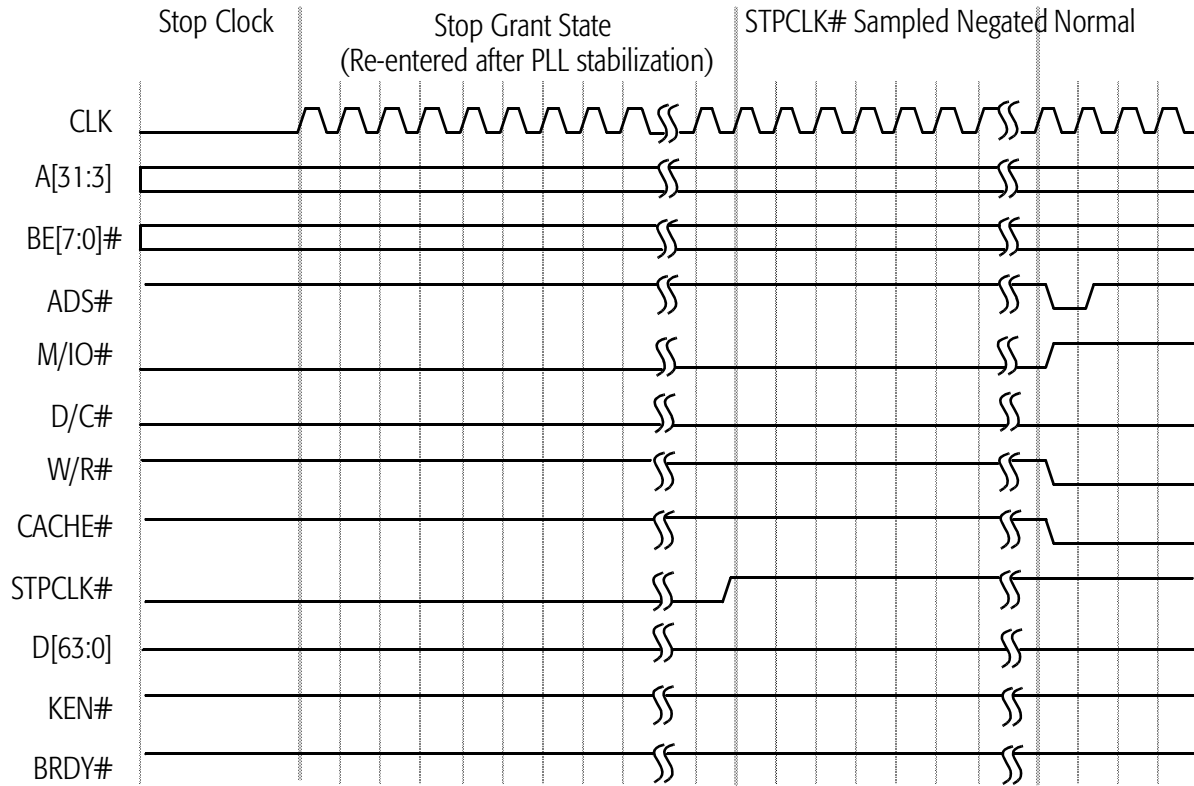 Stop Clock
Stop Grant State
(Re-entered after PLL stabilization)
STPCLK# Sampled Negated
Normal
CLK
A[31:3]
BE[7:0]#
ADS#
M/IO#
D/C#
W/R#
CACHE#
STPCLK#
D[63:0]
KEN#
BRDY#